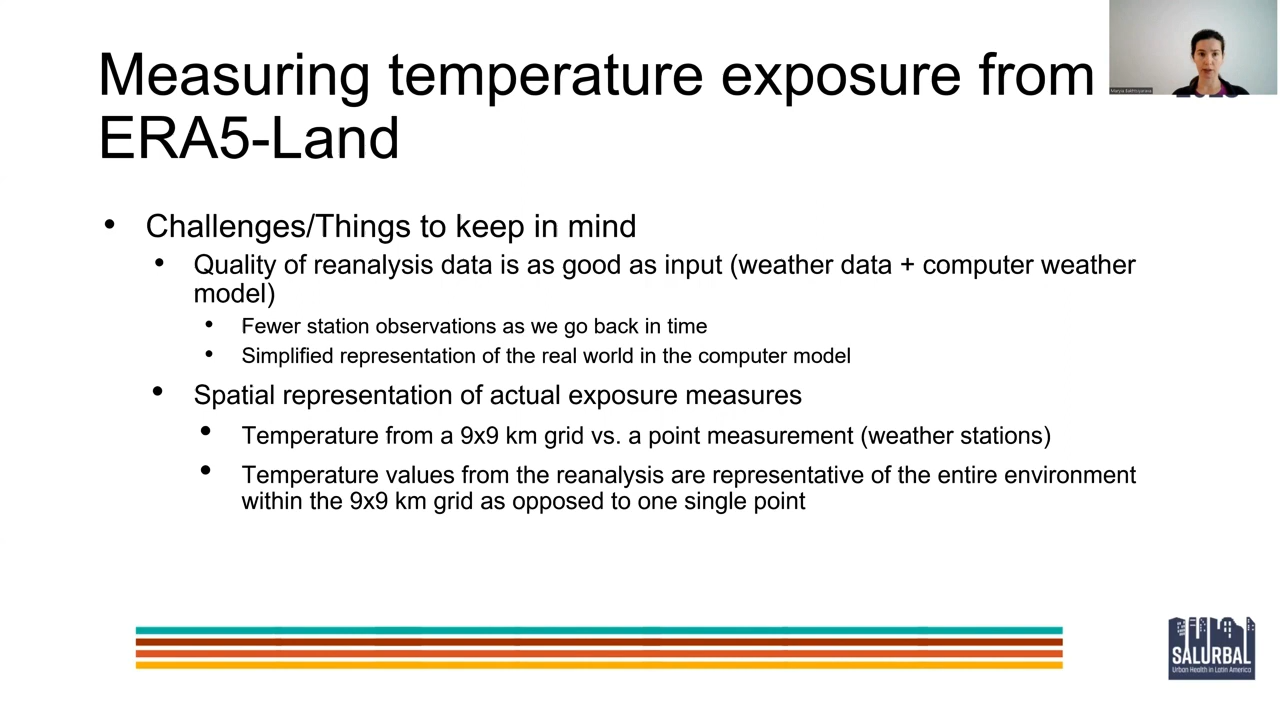 Measuring temperature exposure from
ERA5-Land
• Challenges/Things to keep in mind
• Quality of reanalysis data is as good as input (weather data + computer weather
model)
• Fewer station observations as we go back in time
• Simplified representation of the real world in the computer model
• Spatial representation of actual exposure measures
• Temperature from a 9x9 km grid vs. a point measurement (weather stations)
• Temperature values from the reanalysis are representative of the entire environment
within the 9x9 km grid as opposed to one single point
SALURBAL
Urban Health in Latin America